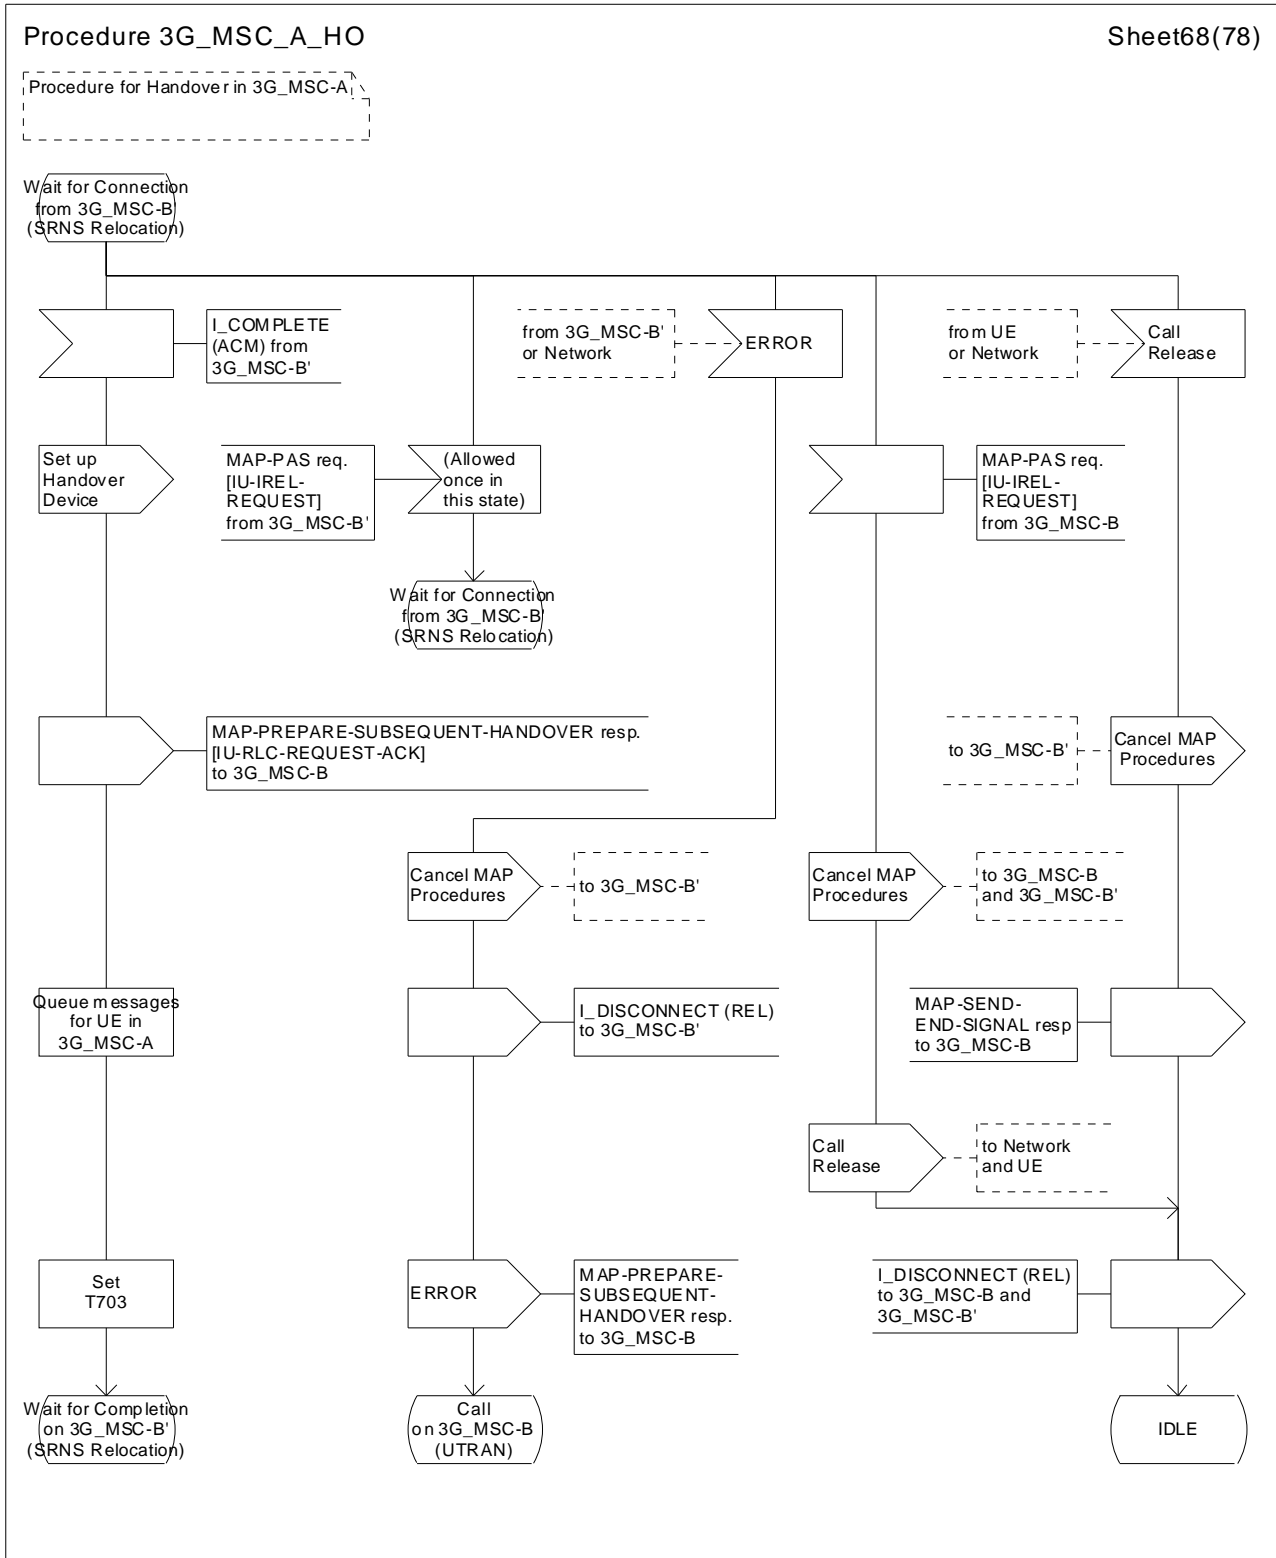 Procedure 3G_MSC_A_HO
Sheet68(78)
Procedure for Handover in 3G_MSC-A
Wait for Connection
from 3G_MSC-B'
(SRNS Relocation)
I_COMPLETE
(ACM) from
3G_MSC-B'
from 3G_MSC-B'
or Network
ERROR
from UE
or Network
Call
Release
Set up
Handover
Device
MAP-PAS req.
[IU-IREL-
REQUEST]
from 3G_MSC-B'
(Allowed
once in
this state)
MAP-PAS req.
[IU-IREL-
REQUEST]
from 3G_MSC-B
Wait for Connection
from 3G_MSC-B'
(SRNS Relocation)
MAP-PREPARE-SUBSEQUENT-HANDOVER resp.
[IU-RLC-REQUEST-ACK]
to 3G_MSC-B
to 3G_MSC-B'
Cancel MAP
Procedures
Cancel MAP
Procedures
to 3G_MSC-B'
Cancel MAP
Procedures
to 3G_MSC-B
and 3G_MSC-B'
Queue messages
for UE in
3G_MSC-A
I_DISCONNECT (REL)
to 3G_MSC-B'
MAP-SEND-
END-SIGNAL resp
to 3G_MSC-B
Call
Release
to Network
and UE
Set
T703
ERROR
MAP-PREPARE-
SUBSEQUENT-
HANDOVER resp.
to 3G_MSC-B
I_DISCONNECT (REL)
to 3G_MSC-B and
3G_MSC-B'
Wait for Completion
on 3G_MSC-B'
(SRNS Relocation)
Call
on 3G_MSC-B
(UTRAN)
IDLE